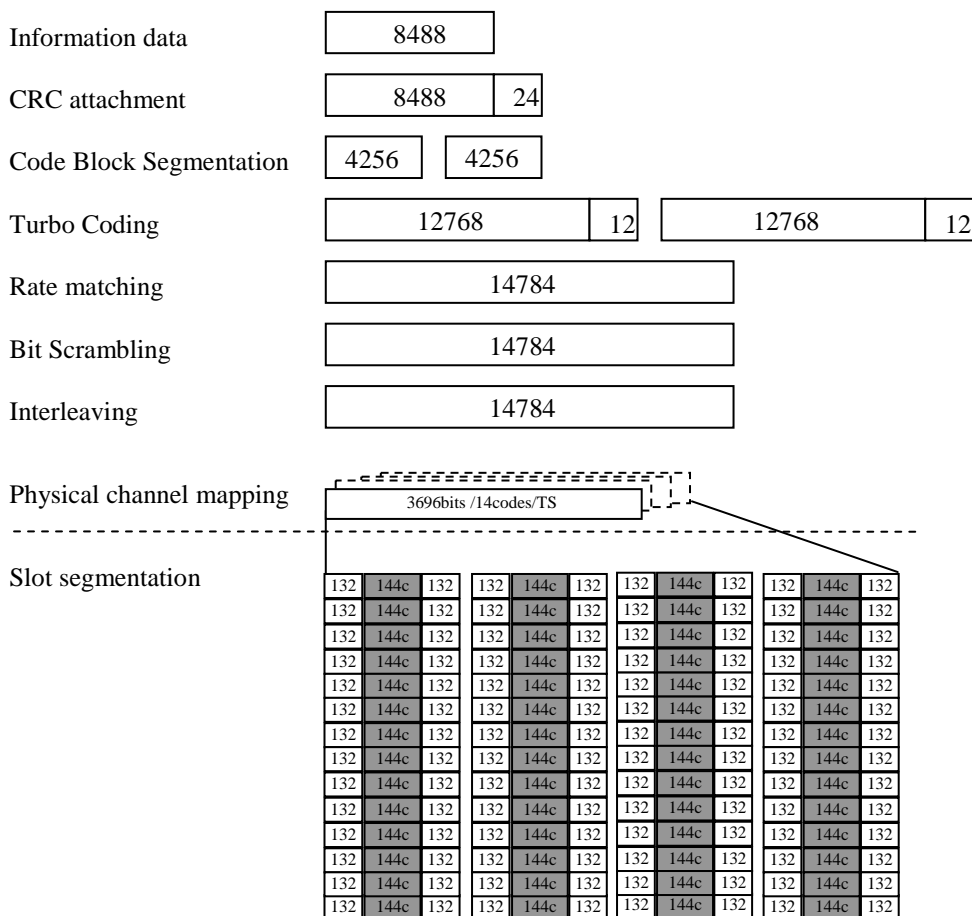 Information data 8488
CRC attachment 8488 24
Code Block Segmentation 4256 4256
Turbo Coding 12768 12 12768 12
Rate matching 14784
Bit Scrambling 14784
Interleaving 14784
Physical channel mapping 3696bits /14codes/TS
Slot segmentation
132 144c 132 132 144c 132 132 144c 132 132 144c 132
132 144c 132 132 144c 132 132 144c 132 132 144c 132
132 144c 132 132 144c 132 132 144c 132 132 144c 132
132 144c 132 132 144c 132 132 144c 132 132 144c 132
132 144c 132 132 144c 132 132 144c 132 132 144c 132
132 144c 132 132 144c 132 132 144c 132 132 144c 132
132 144c 132 132 144c 132 132 144c 132 132 144c 132
132 144c 132 132 144c 132 132 144c 132 132 144c 132
132 144c 132 132 144c 132 132 144c 132 132 144c 132
132 144c 132 132 144c 132 132 144c 132 132 144c 132
132 144c 132 132 144c 132 132 144c 132 132 144c 132
132 144c 132 132 144c 132 132 144c 132 132 144c 132
132 144c 132 132 144c 132 132 144c 132 132 144c 132
132 144c 132 132 144c 132 132 144c 132 132 144c 132